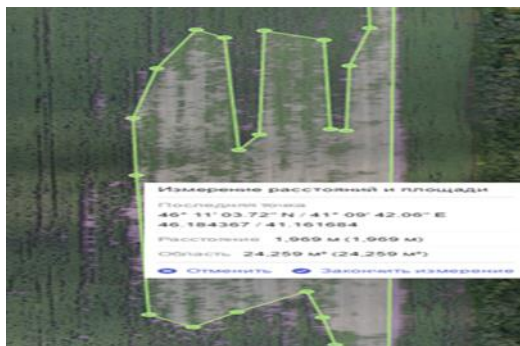 Измерение расстояний и площади
Последняя точка
46° 11' 03.72" N / 41° 09' 42.06" E
46.184367 / 41.161684
Расстояние 1,969 м (1,969 м)
Область 24,259 м² (24,259 м²)
Отменить Закончить измерение